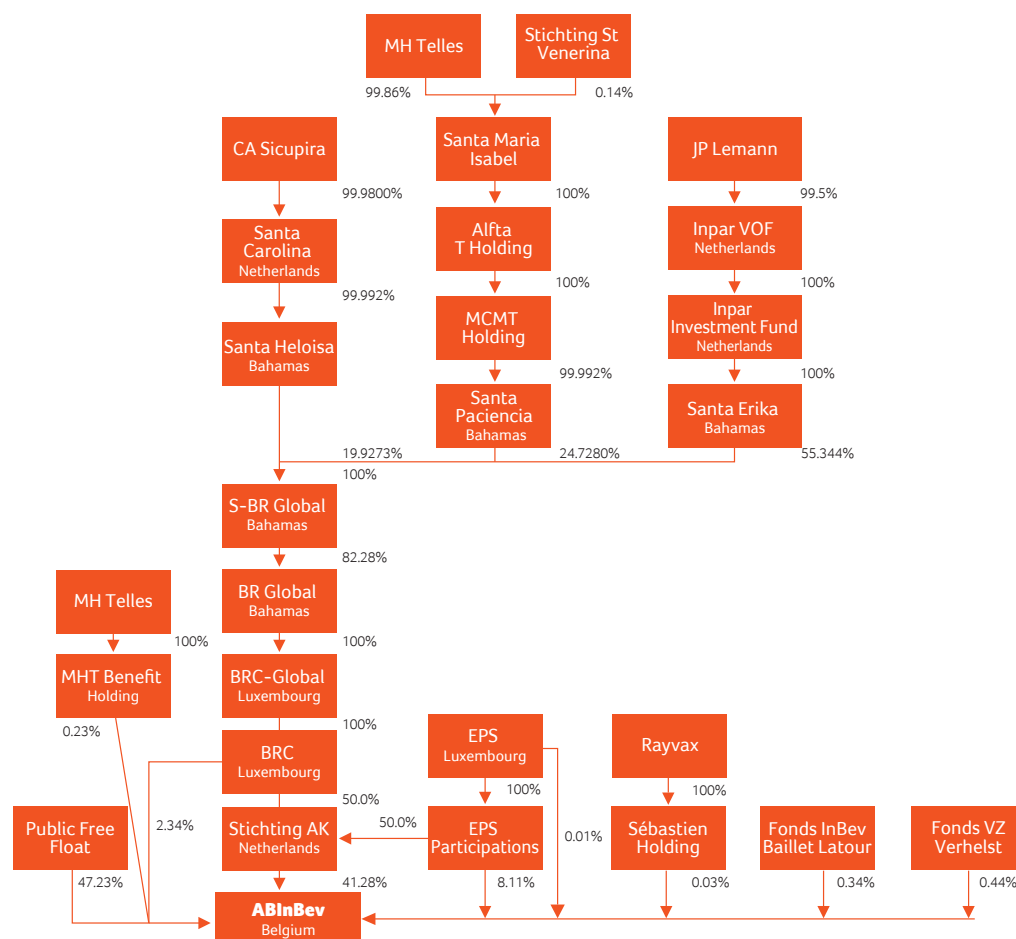 MH Telles
Stichting St
Venerina
99.86%
0.14%
CA Sicupira
Santa Maria
Isabel
JP Lemann
99.9800%
100%
99.5%
Santa
Carolina
Netherlands
Alfta
T Holding
Inpar VOF
Netherlands
99.992%
100%
100%
Santa Heloisa
Bahamas
MCMT
Holding
Inpar
Investment Fund
Netherlands
99.992%
100%
Santa
Paciencia
Bahamas
Santa Erika
Bahamas
19.9273%
24.7280%
55.344%
100%
S-BR Global
Bahamas
82.28%
MH Telles
BR Global
Bahamas
100%
100%
MHT Benefit
Holding
BRC-Global
Luxembourg
0.23%
100%
BRC
Luxembourg
EPS
Luxembourg
Rayvax
50.0%
100%
100%
Public Free
Float
2.34%
Stichting AK
Netherlands
50.0%
EPS
Participations
0.01%
Sébastien
Holding
Fonds InBev
Baillet Latour
Fonds VZ
Verhelst
47.23%
41.28%
8.11%
0.03%
0.34%
0.44%
ABInBev
Belgium